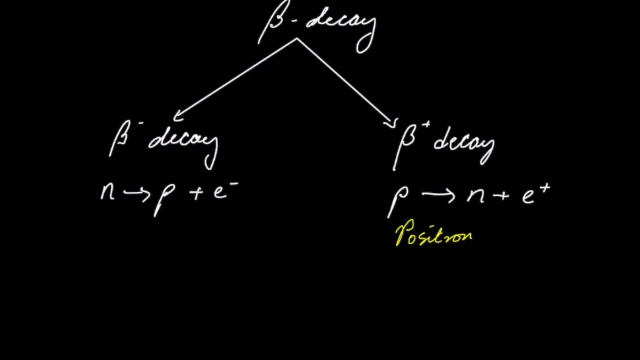 β-decay
β⁻ decay
n → p + e⁻
β⁺ decay
p → n + e⁺
Positron